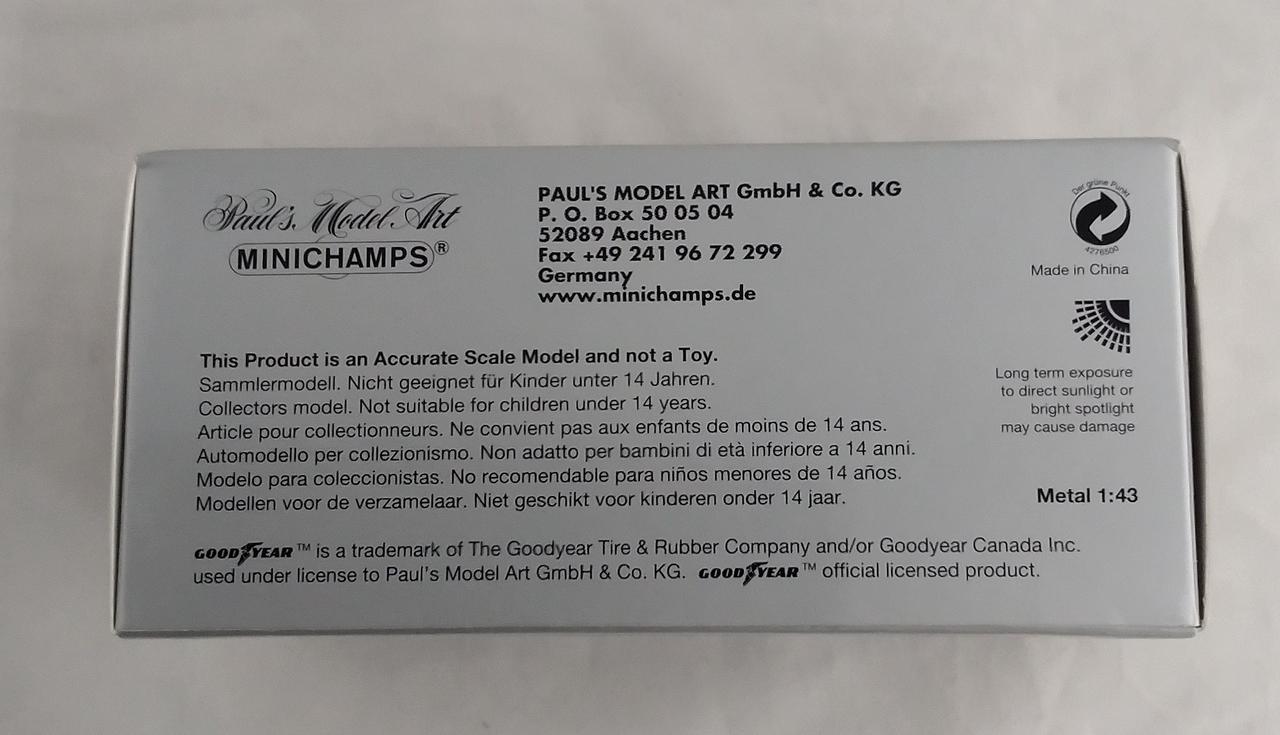 Paul's Model Art
MINICHAMPS®
PAUL'S MODEL ART GmbH & Co. KG
P. O. Box 50 05 04
52089 Aachen
Fax +49 241 96 72 299
Germany
www.minichamps.de
Der grüne Punkt
4276500
Made in China
Long term exposure
to direct sunlight or
bright spotlight
may cause damage
Metal 1:43
This Product is an Accurate Scale Model and not a Toy.
Sammlermodell. Nicht geeignet für Kinder unter 14 Jahren.
Collectors model. Not suitable for children under 14 years.
Article pour collectionneurs. Ne convient pas aux enfants de moins de 14 ans.
Automodello per collezionismo. Non adatto per bambini di età inferiore a 14 anni.
Modelo para coleccionistas. No recomendable para niños menores de 14 años.
Modellen voor de verzamelaar. Niet geschikt voor kinderen onder 14 jaar.
GOODYEAR™ is a trademark of The Goodyear Tire & Rubber Company and/or Goodyear Canada Inc.
used under license to Paul's Model Art GmbH & Co. KG. GOODYEAR™ official licensed product.